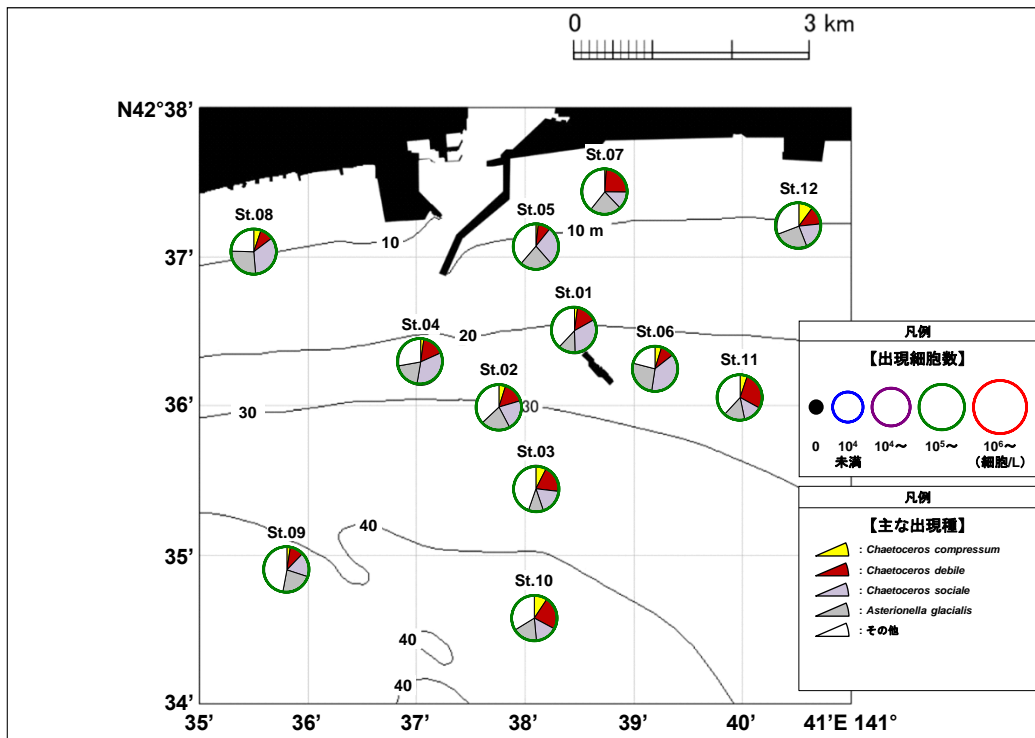 0 3 km
N42°38’
St.07
St.12
St.08
St.05
10 m
10
37’
St.01
St.04
20
St.06
St.02
St.11
36’
30
30
St.03
40
St.09
35’
St.10
40
40
34’
35’ 36’ 37’ 38’ 39’ 40’ 41’E 141°
凡例
【出現細胞数】
0 10⁴ 10⁴～ 10⁵～ 10⁶～
未満 (細胞/L)
凡例
【主な出現種】
: Chaetoceros compressum
: Chaetoceros debile
: Chaetoceros sociale
: Asterionella glacialis
: その他